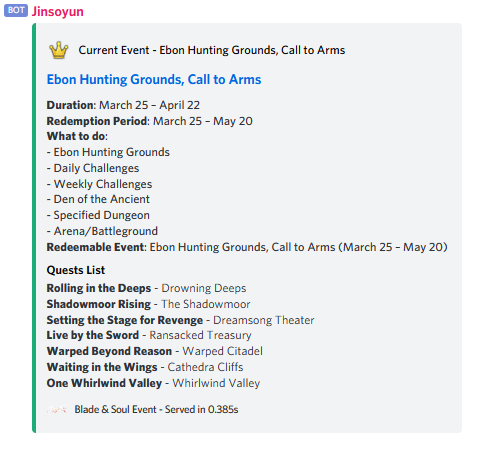 BOT Jinsoyun
Current Event - Ebon Hunting Grounds, Call to Arms
Ebon Hunting Grounds, Call to Arms
Duration: March 25 – April 22
Redemption Period: March 25 – May 20
What to do:
- Ebon Hunting Grounds
- Daily Challenges
- Weekly Challenges
- Den of the Ancient
- Specified Dungeon
- Arena/Battleground
Redeemable Event: Ebon Hunting Grounds, Call to Arms (March 25 – May 20)
Quests List
Rolling in the Deeps - Drowning Deeps
Shadowmoor Rising - The Shadowmoor
Setting the Stage for Revenge - Dreamsong Theater
Live by the Sword - Ransacked Treasury
Warped Beyond Reason - Warped Citadel
Waiting in the Wings - Cathedra Cliffs
One Whirlwind Valley - Whirlwind Valley
Blade & Soul Event - Served in 0.385s